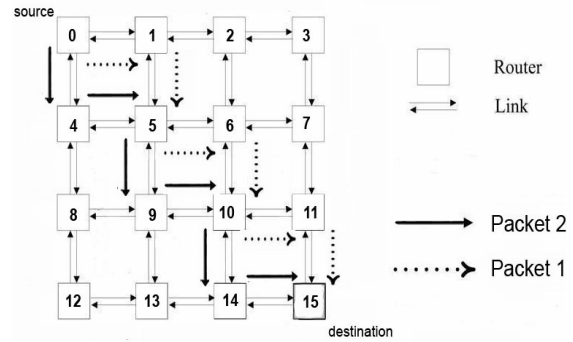 source
0 1 2 3
Router
Link
4 5 6 7
8 9 10 11
Packet 2
Packet 1
12 13 14 15
destination